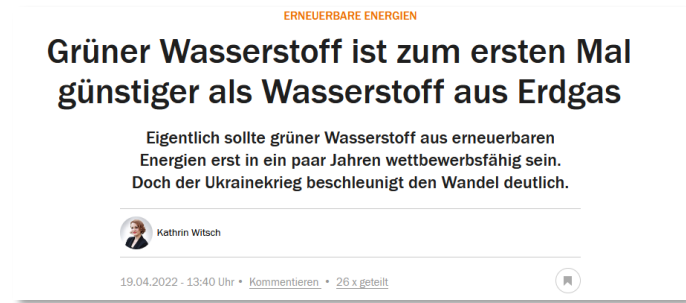 ERNEUERBARE ENERGIEN
Grüner Wasserstoff ist zum ersten Mal
günstiger als Wasserstoff aus Erdgas
Eigentlich sollte grüner Wasserstoff aus erneuerbaren
Energien erst in ein paar Jahren wettbewerbsfähig sein.
Doch der Ukrainekrieg beschleunigt den Wandel deutlich.
Kathrin Witsch
19.04.2022 - 13:40 Uhr • Kommentieren • 26 x geteilt